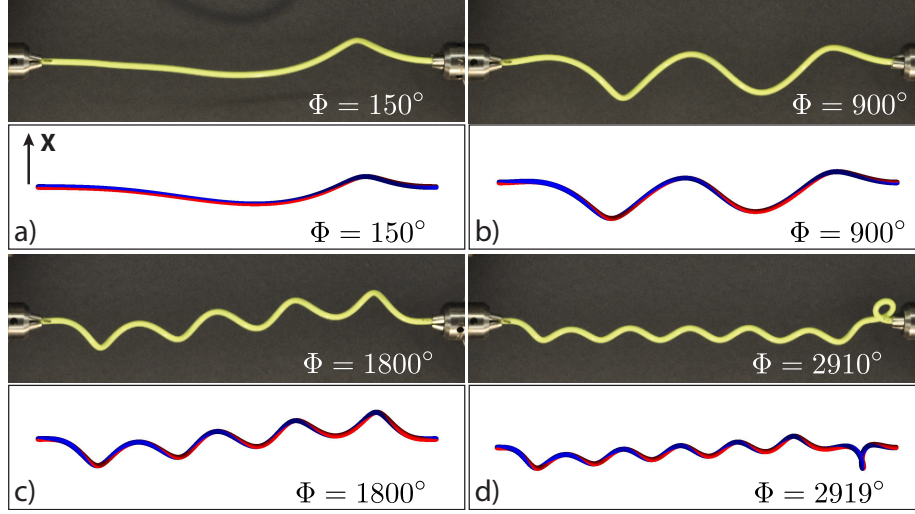 Φ = 150°
Φ = 900°
X
a) Φ = 150°
b) Φ = 900°
Φ = 1800°
Φ = 2910°
c) Φ = 1800°
d) Φ = 2919°